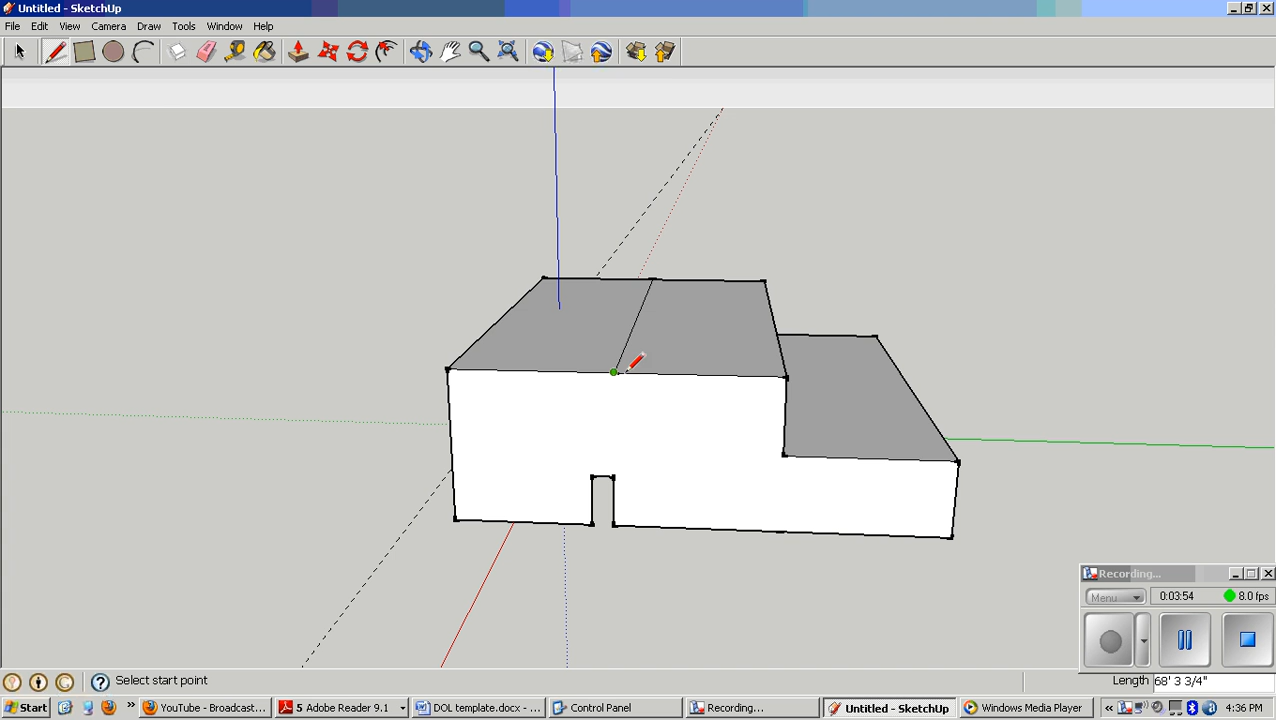 Untitled - SketchUp
File Edit View Camera Draw Tools Window Help
Recording...
Menu 0:03:54 8.0 fps
Select start point Length 68' 3 3/4"
Start YouTube - Broadcast... 5 Adobe Reader 9.1 DOL template.docx - ... Control Panel Recording... Untitled - SketchUp Windows Media Player 4:36 PM